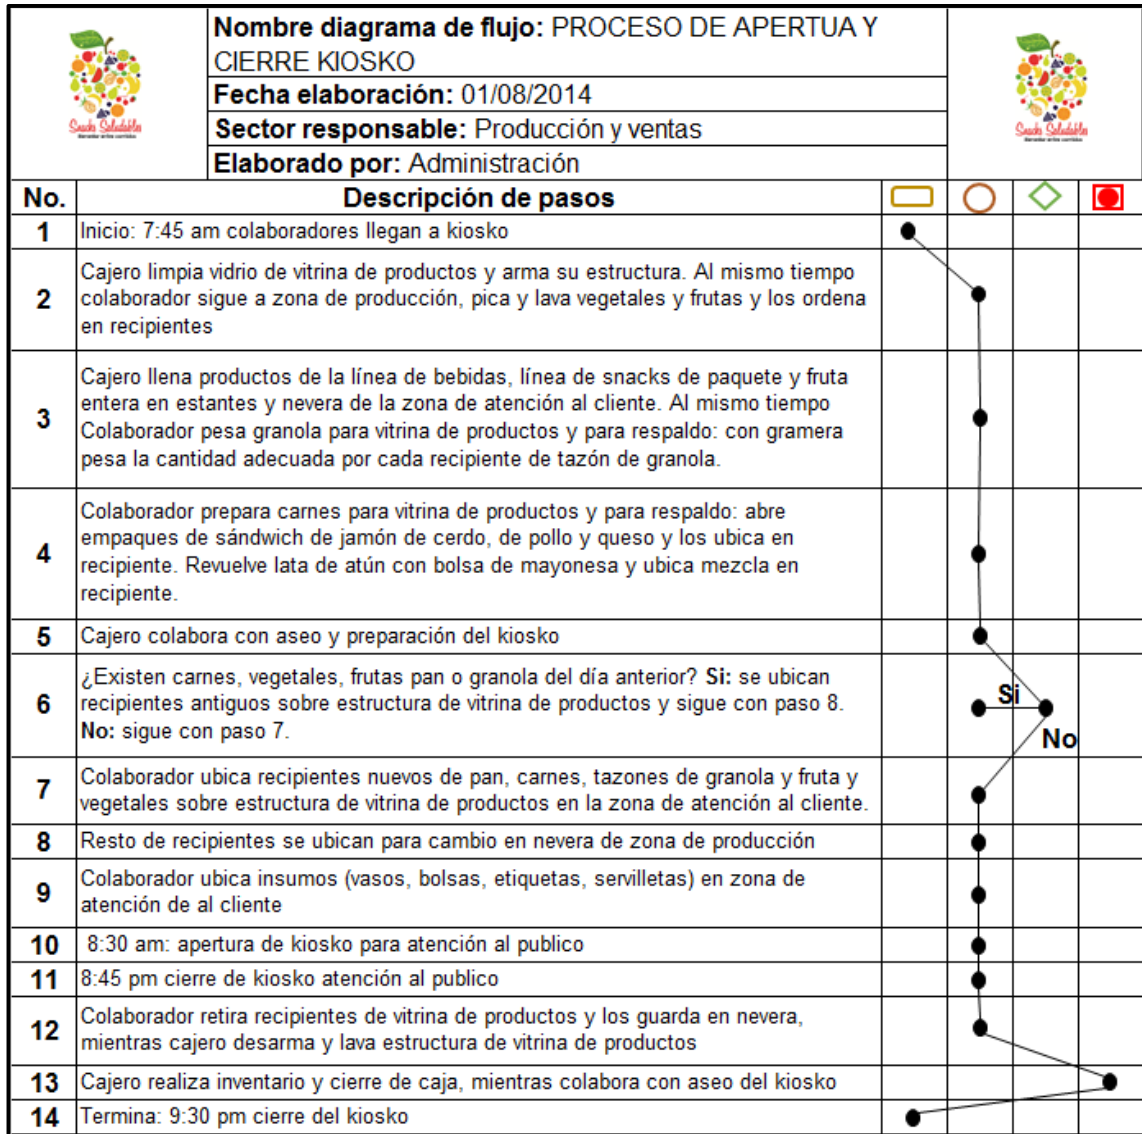 Snacks Saludables
Nombre diagrama de flujo: PROCESO DE APERTUA Y
CIERRE KIOSKO
Fecha elaboración: 01/08/2014
Sector responsable: Producción y ventas
Elaborado por: Administración
Snacks Saludables
No. Descripción de pasos
1 Inicio: 7:45 am colaboradores llegan a kiosko
2 Cajero limpia vidrio de vitrina de productos y arma su estructura. Al mismo tiempo
colaborador sigue a zona de producción, pica y lava vegetales y frutas y los ordena
en recipientes
3 Cajero llena productos de la línea de bebidas, línea de snacks de paquete y fruta
entera en estantes y nevera de la zona de atención al cliente. Al mismo tiempo
Colaborador pesa granola para vitrina de productos y para respaldo: con gramera
pesa la cantidad adecuada por cada recipiente de tazón de granola.
4 Colaborador prepara carnes para vitrina de productos y para respaldo: abre
empaques de sándwich de jamón de cerdo, de pollo y queso y los ubica en
recipiente. Revuelve lata de atún con bolsa de mayonesa y ubica mezcla en
recipiente.
5 Cajero colabora con aseo y preparación del kiosko
6 ¿Existen carnes, vegetales, frutas pan o granola del día anterior? Si: se ubican
recipientes antiguos sobre estructura de vitrina de productos y sigue con paso 8.
No: sigue con paso 7.
Si
No
7 Colaborador ubica recipientes nuevos de pan, carnes, tazones de granola y fruta y
vegetales sobre estructura de vitrina de productos en la zona de atención al cliente.
8 Resto de recipientes se ubican para cambio en nevera de zona de producción
9 Colaborador ubica insumos (vasos, bolsas, etiquetas, servilletas) en zona de
atención de al cliente
10 8:30 am: apertura de kiosko para atención al publico
11 8:45 pm cierre de kiosko atención al publico
12 Colaborador retira recipientes de vitrina de productos y los guarda en nevera,
mientras cajero desarma y lava estructura de vitrina de productos
13 Cajero realiza inventario y cierre de caja, mientras colabora con aseo del kiosko
14 Termina: 9:30 pm cierre del kiosko